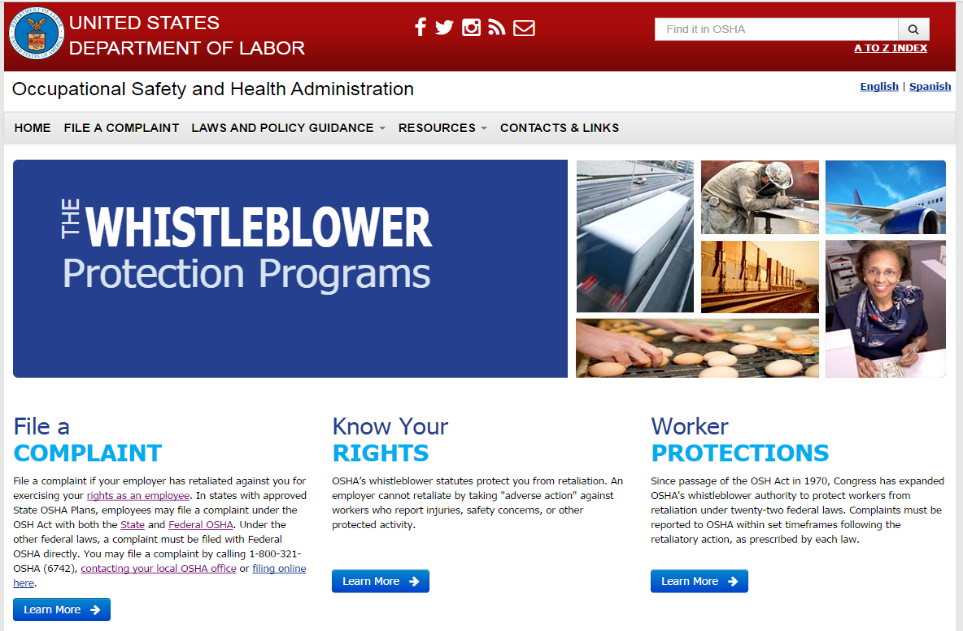 UNITED STATES
DEPARTMENT OF LABOR
Find it in OSHA
A TO Z INDEX
Occupational Safety and Health Administration
English | Spanish
HOME FILE A COMPLAINT LAWS AND POLICY GUIDANCE RESOURCES CONTACTS & LINKS
THE WHISTLEBLOWER
Protection Programs
File a
COMPLAINT
File a complaint if your employer has retaliated against you for
exercising your rights as an employee. In states with approved
State OSHA Plans, employees may file a complaint under the
OSH Act with both the State and Federal OSHA. Under the
other federal laws, a complaint must be filed with Federal
OSHA directly. You may file a complaint by calling 1-800-321-
OSHA (6742), contacting your local OSHA office or filing online
here.
Learn More
Know Your
RIGHTS
OSHA's whistleblower statutes protect you from retaliation. An
employer cannot retaliate by taking "adverse action" against
workers who report injuries, safety concerns, or other
protected activity.
Learn More
Worker
PROTECTIONS
Since passage of the OSH Act in 1970, Congress has expanded
OSHA's whistleblower authority to protect workers from
retaliation under twenty-two federal laws. Complaints must be
reported to OSHA within set timeframes following the
retaliatory action, as prescribed by each law.
Learn More